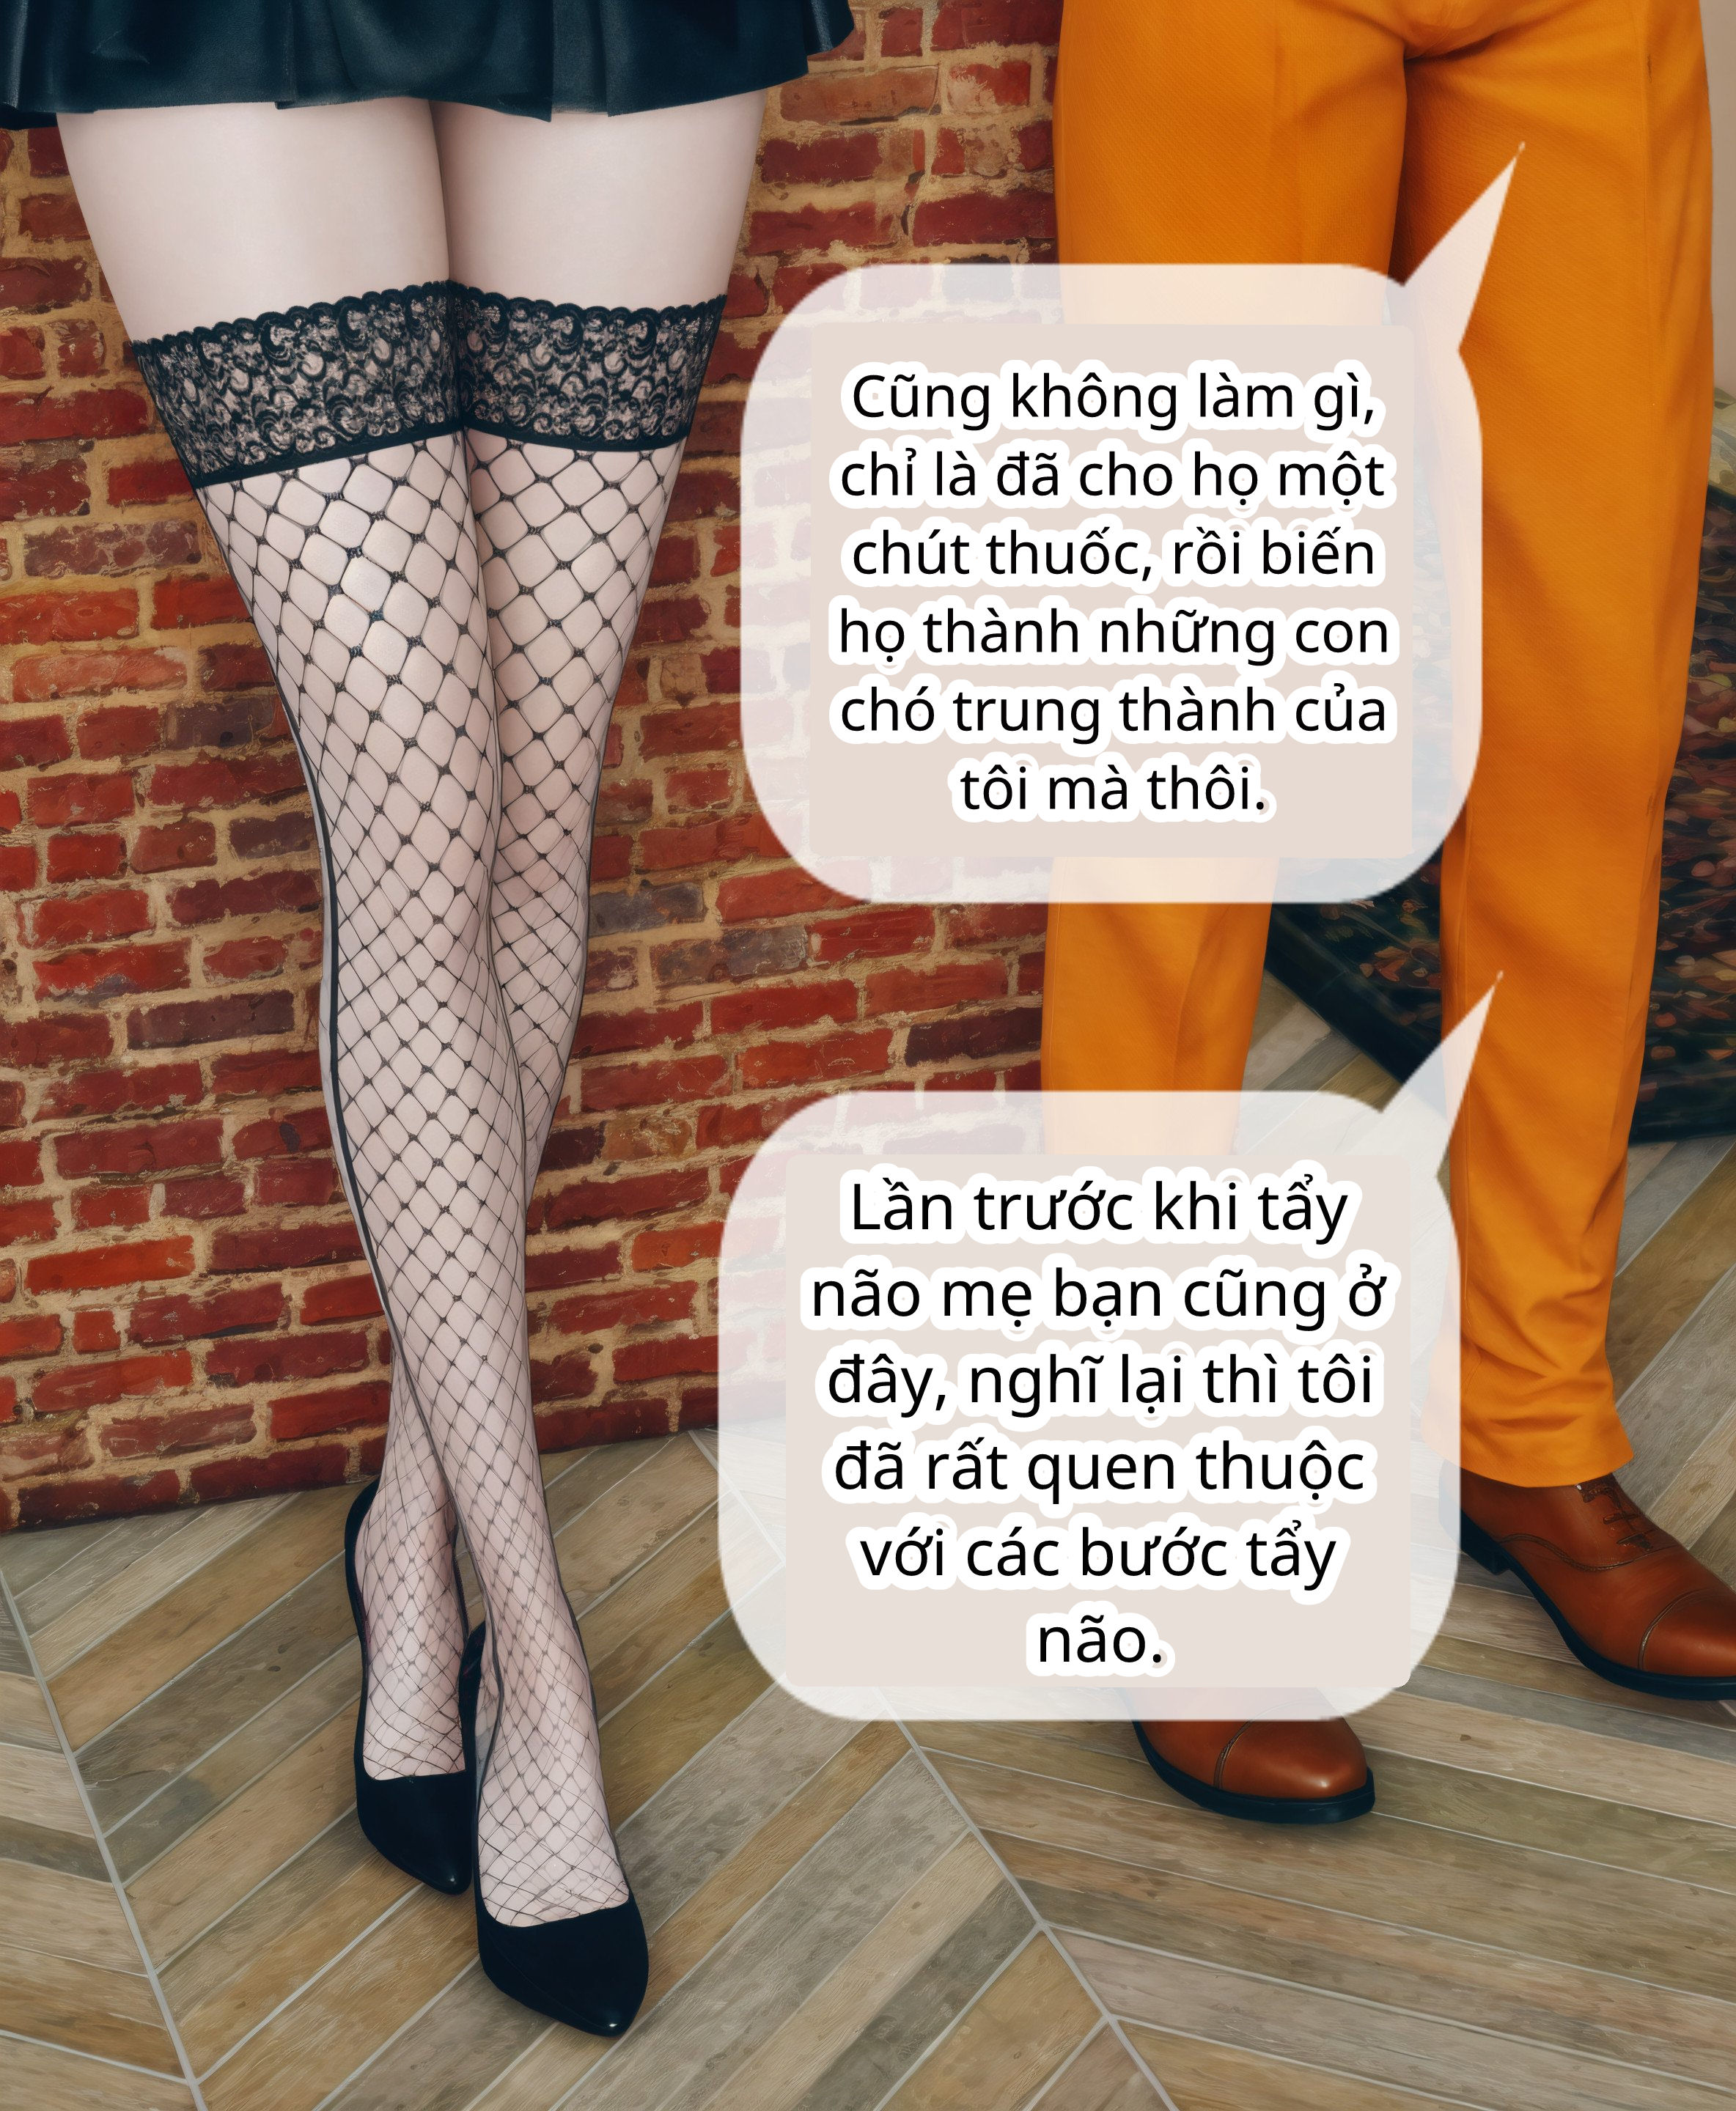 Cũng không làm gì,
chỉ là đã cho họ một
chút thuốc, rồi biến
họ thành những con
chó trung thành của
tôi mà thôi.
Lần trước khi tẩy
não mẹ bạn cũng ở
đây, nghĩ lại thì tôi
đã rất quen thuộc
với các bước tẩy
não.